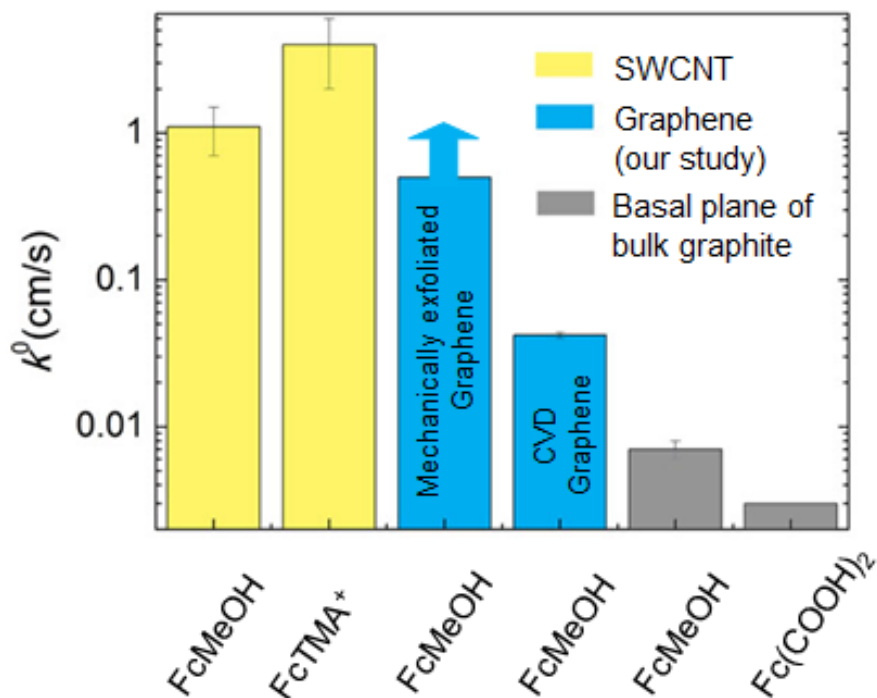 SWCNT
Graphene
(our study)
Basal plane of
bulk graphite
k⁰(cm/s)
1
0.1
0.01
Mechanically exfoliated
Graphene
CVD
Graphene
FcMeOH
FcTMA⁺
FcMeOH
FcMeOH
FcMeOH
Fc(COOH)₂